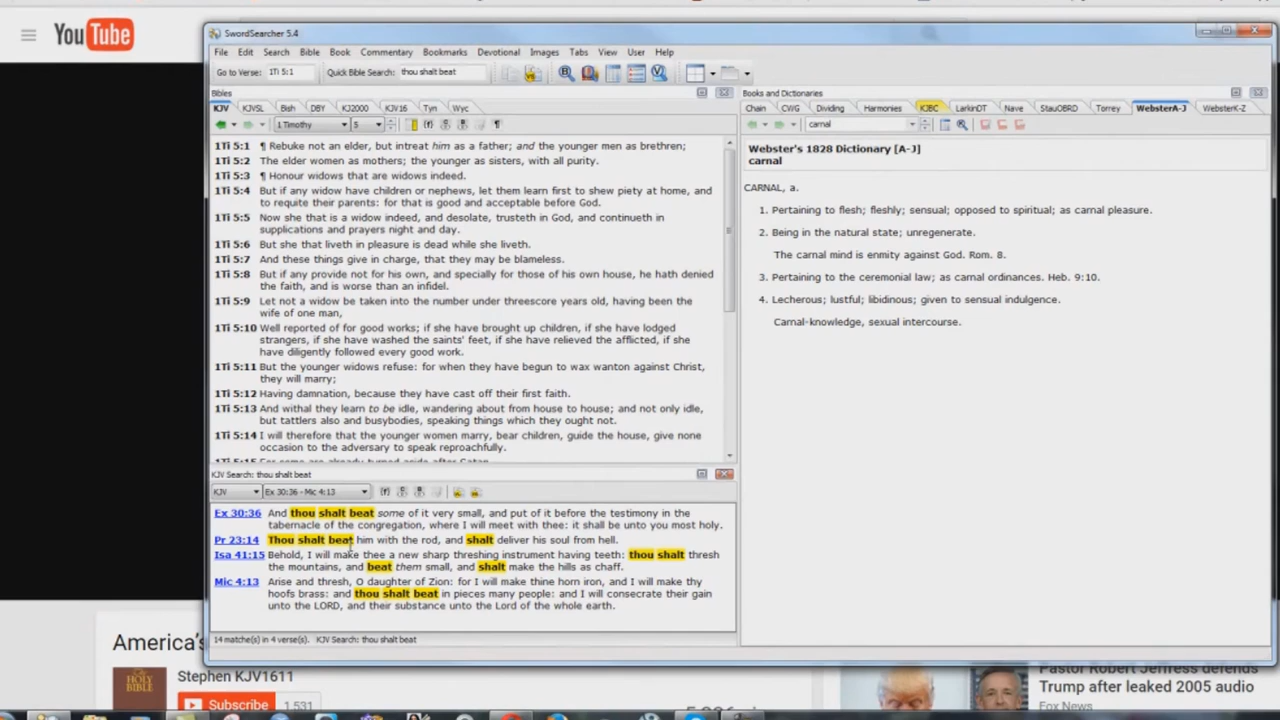 YouTube
SwordSearcher 5.4
File Edit Search Bible Book Commentary Bookmarks Devotional Images Tabs View User Help
Go to Verse: 1Ti 5:1 Quick Bible Search: thou shalt beat
Bibles
KJV KJVSL Bish DBY KJ2000 KJV16 Tyn Wyc
1 Timothy 5
1Ti 5:1 ¶ Rebuke not an elder, but intreat him as a father; and the younger men as brethren;
1Ti 5:2 The elder women as mothers; the younger as sisters, with all purity.
1Ti 5:3 ¶ Honour widows that are widows indeed.
1Ti 5:4 But if any widow have children or nephews, let them learn first to shew piety at home, and
to requite their parents: for that is good and acceptable before God.
1Ti 5:5 Now she that is a widow indeed, and desolate, trusteth in God, and continueth in
supplications and prayers night and day.
1Ti 5:6 But she that liveth in pleasure is dead while she liveth.
1Ti 5:7 And these things give in charge, that they may be blameless.
1Ti 5:8 But if any provide not for his own, and specially for those of his own house, he hath denied
the faith, and is worse than an infidel.
1Ti 5:9 Let not a widow be taken into the number under threescore years old, having been the
wife of one man,
1Ti 5:10 Well reported of for good works; if she have brought up children, if she have lodged
strangers, if she have washed the saints' feet, if she have relieved the afflicted, if she
have diligently followed every good work.
1Ti 5:11 But the younger widows refuse: for when they have begun to wax wanton against Christ,
they will marry;
1Ti 5:12 Having damnation, because they have cast off their first faith.
1Ti 5:13 And withal they learn to be idle, wandering about from house to house; and not only idle,
but tattlers also and busybodies, speaking things which they ought not.
1Ti 5:14 I will therefore that the younger women marry, bear children, guide the house, give none
occasion to the adversary to speak reproachfully.
1Ti 5:15 For some are already turned aside after Satan.
KJV Search: thou shalt beat
KJV Ex 30:36 - Mic 4:13
Ex 30:36 And thou shalt beat some of it very small, and put of it before the testimony in the
tabernacle of the congregation, where I will meet with thee: it shall be unto you most holy.
Pr 23:14 Thou shalt beat him with the rod, and shalt deliver his soul from hell.
Isa 41:15 Behold, I will make thee a new sharp threshing instrument having teeth: thou shalt thresh
the mountains, and beat them small, and shalt make the hills as chaff.
Mic 4:13 Arise and thresh, O daughter of Zion: for I will make thine horn iron, and I will make thy
hoofs brass: and thou shalt beat in pieces many people: and I will consecrate their gain
unto the LORD, and their substance unto the Lord of the whole earth.
14 matche(s) in 4 verse(s). KJV Search: thou shalt beat
Books and Dictionaries
Chain CWG Dividing Harmonies KJBC LarkinDT Nave StauOBRD Torrey WebsterA-J WebsterK-Z
carnal
Webster's 1828 Dictionary [A-J]
carnal
CARNAL, a.
1. Pertaining to flesh; fleshly; sensual; opposed to spiritual; as carnal pleasure.
2. Being in the natural state; unregenerate.
The carnal mind is enmity against God. Rom. 8.
3. Pertaining to the ceremonial law; as carnal ordinances. Heb. 9:10.
4. Lecherous; lustful; libidinous; given to sensual indulgence.
Carnal-knowledge, sexual intercourse.
America's
HOLY
BIBLE
Stephen KJV1611
Subscribe 1,531
Pastor Robert Jeffress defends
Trump after leaked 2005 audio
Fox News